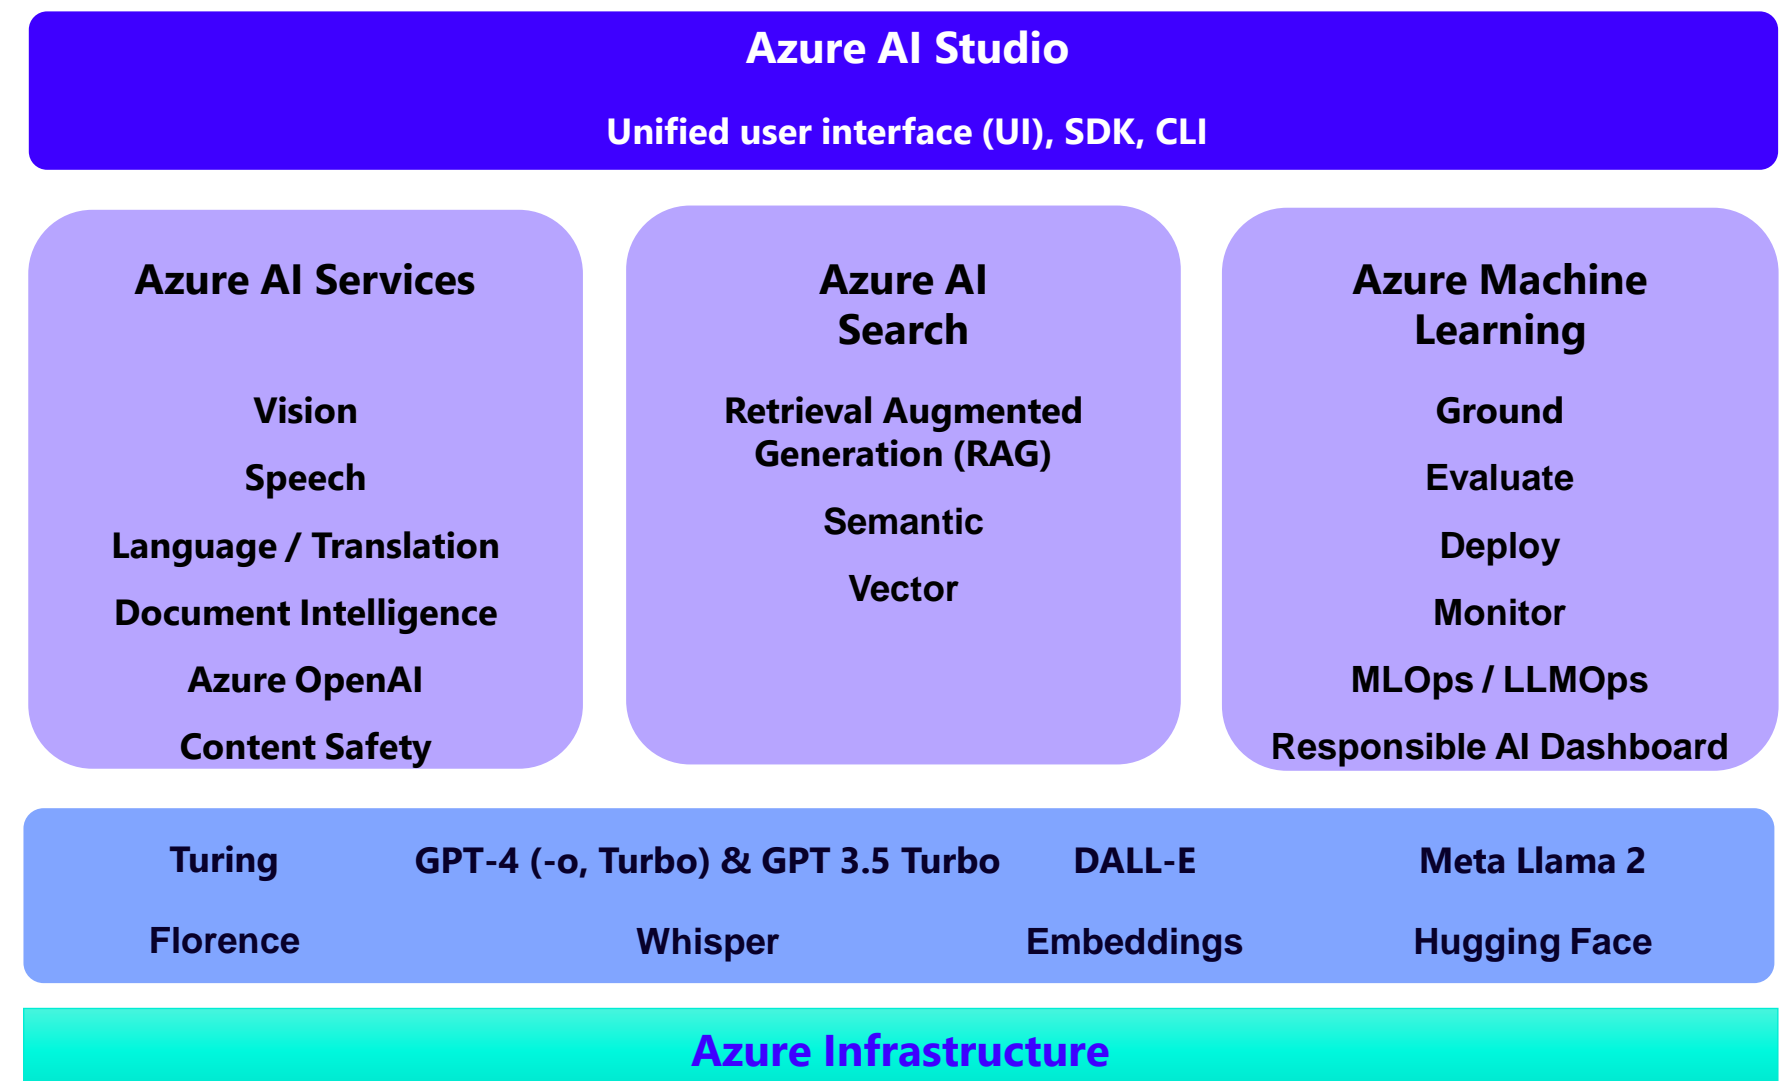 Azure AI Studio
Unified user interface (UI), SDK, CLI
Azure AI Services
Vision
Speech
Language / Translation
Document Intelligence
Azure OpenAI
Content Safety
Azure AI
Search
Retrieval Augmented
Generation (RAG)
Semantic
Vector
Azure Machine
Learning
Ground
Evaluate
Deploy
Monitor
MLOps / LLMOps
Responsible AI Dashboard
Turing
GPT-4 (-o, Turbo) & GPT 3.5 Turbo
DALL-E
Meta Llama 2
Florence
Whisper
Embeddings
Hugging Face
Azure Infrastructure